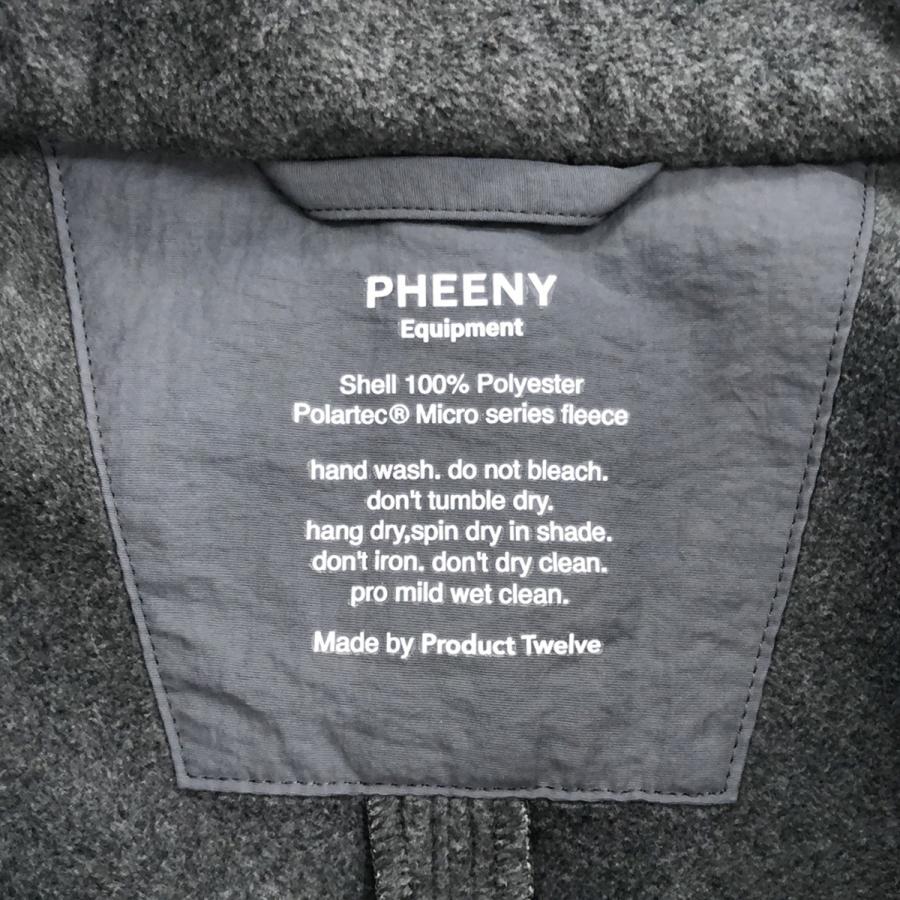 PHEENY
Equipment
Shell 100% Polyester
Polartec® Micro series fleece
hand wash. do not bleach.
don't tumble dry.
hang dry,spin dry in shade.
don't iron. don't dry clean.
pro mild wet clean.
Made by Product Twelve